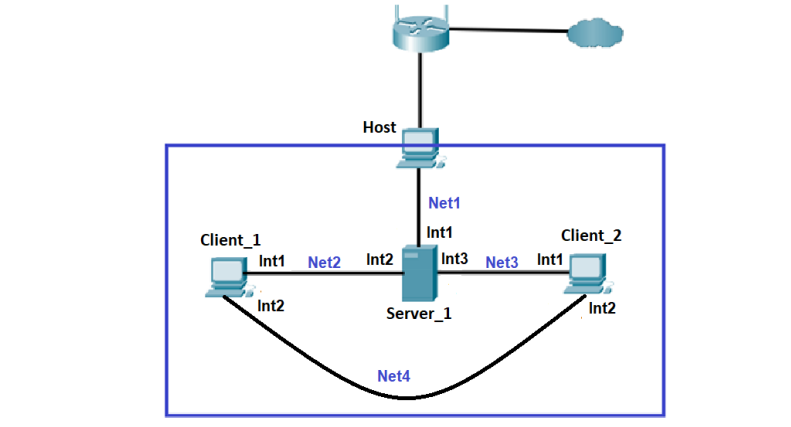 Host
Net1
Int1
Client_1
Client_2
Int1
Net2
Int2
Int3
Net3
Int1
Int2
Server_1
Int2
Net4